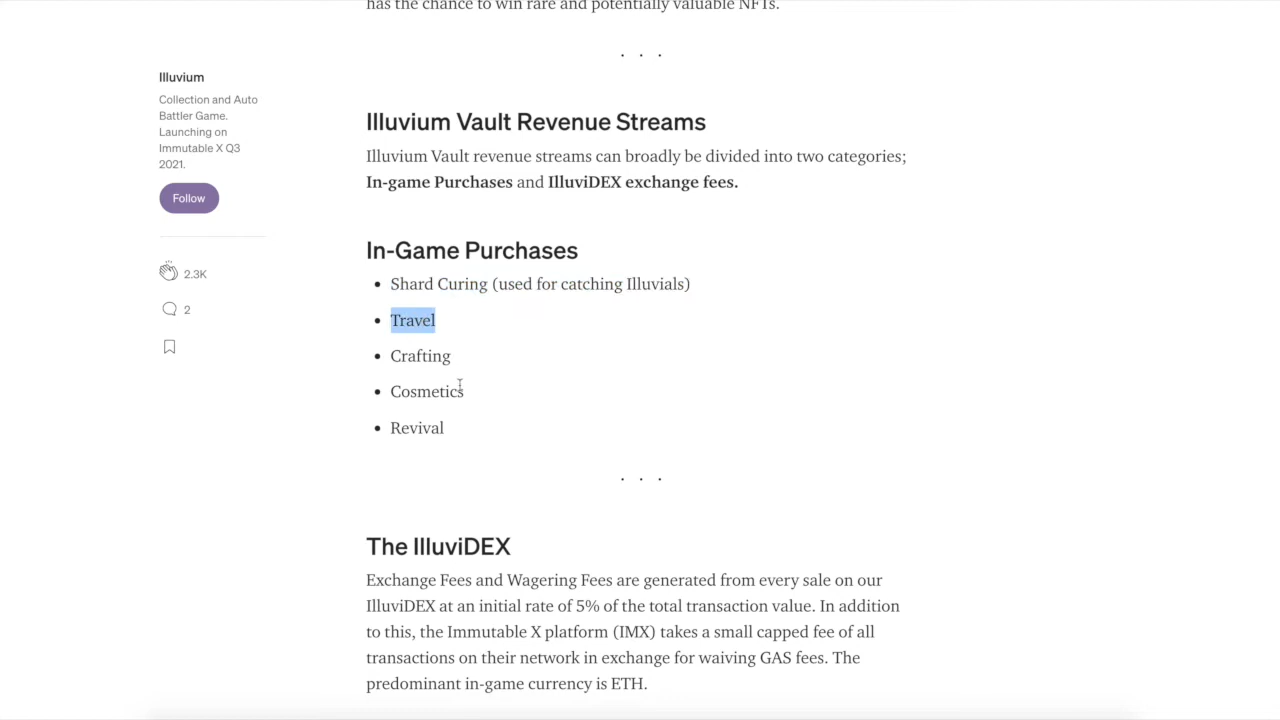 has the chance to win rare and potentially valuable NFTs.
. . .
Illuvium
Collection and Auto
Battler Game.
Launching on
Immutable X Q3
2021.
Follow
2.3K
2
Illuvium Vault Revenue Streams
Illuvium Vault revenue streams can broadly be divided into two categories;
In-game Purchases and IlluviDEX exchange fees.
In-Game Purchases
• Shard Curing (used for catching Illuvials)
• Travel
• Crafting
• Cosmetics
• Revival
. . .
The IlluviDEX
Exchange Fees and Wagering Fees are generated from every sale on our
IlluviDEX at an initial rate of 5% of the total transaction value. In addition
to this, the Immutable X platform (IMX) takes a small capped fee of all
transactions on their network in exchange for waiving GAS fees. The
predominant in-game currency is ETH.